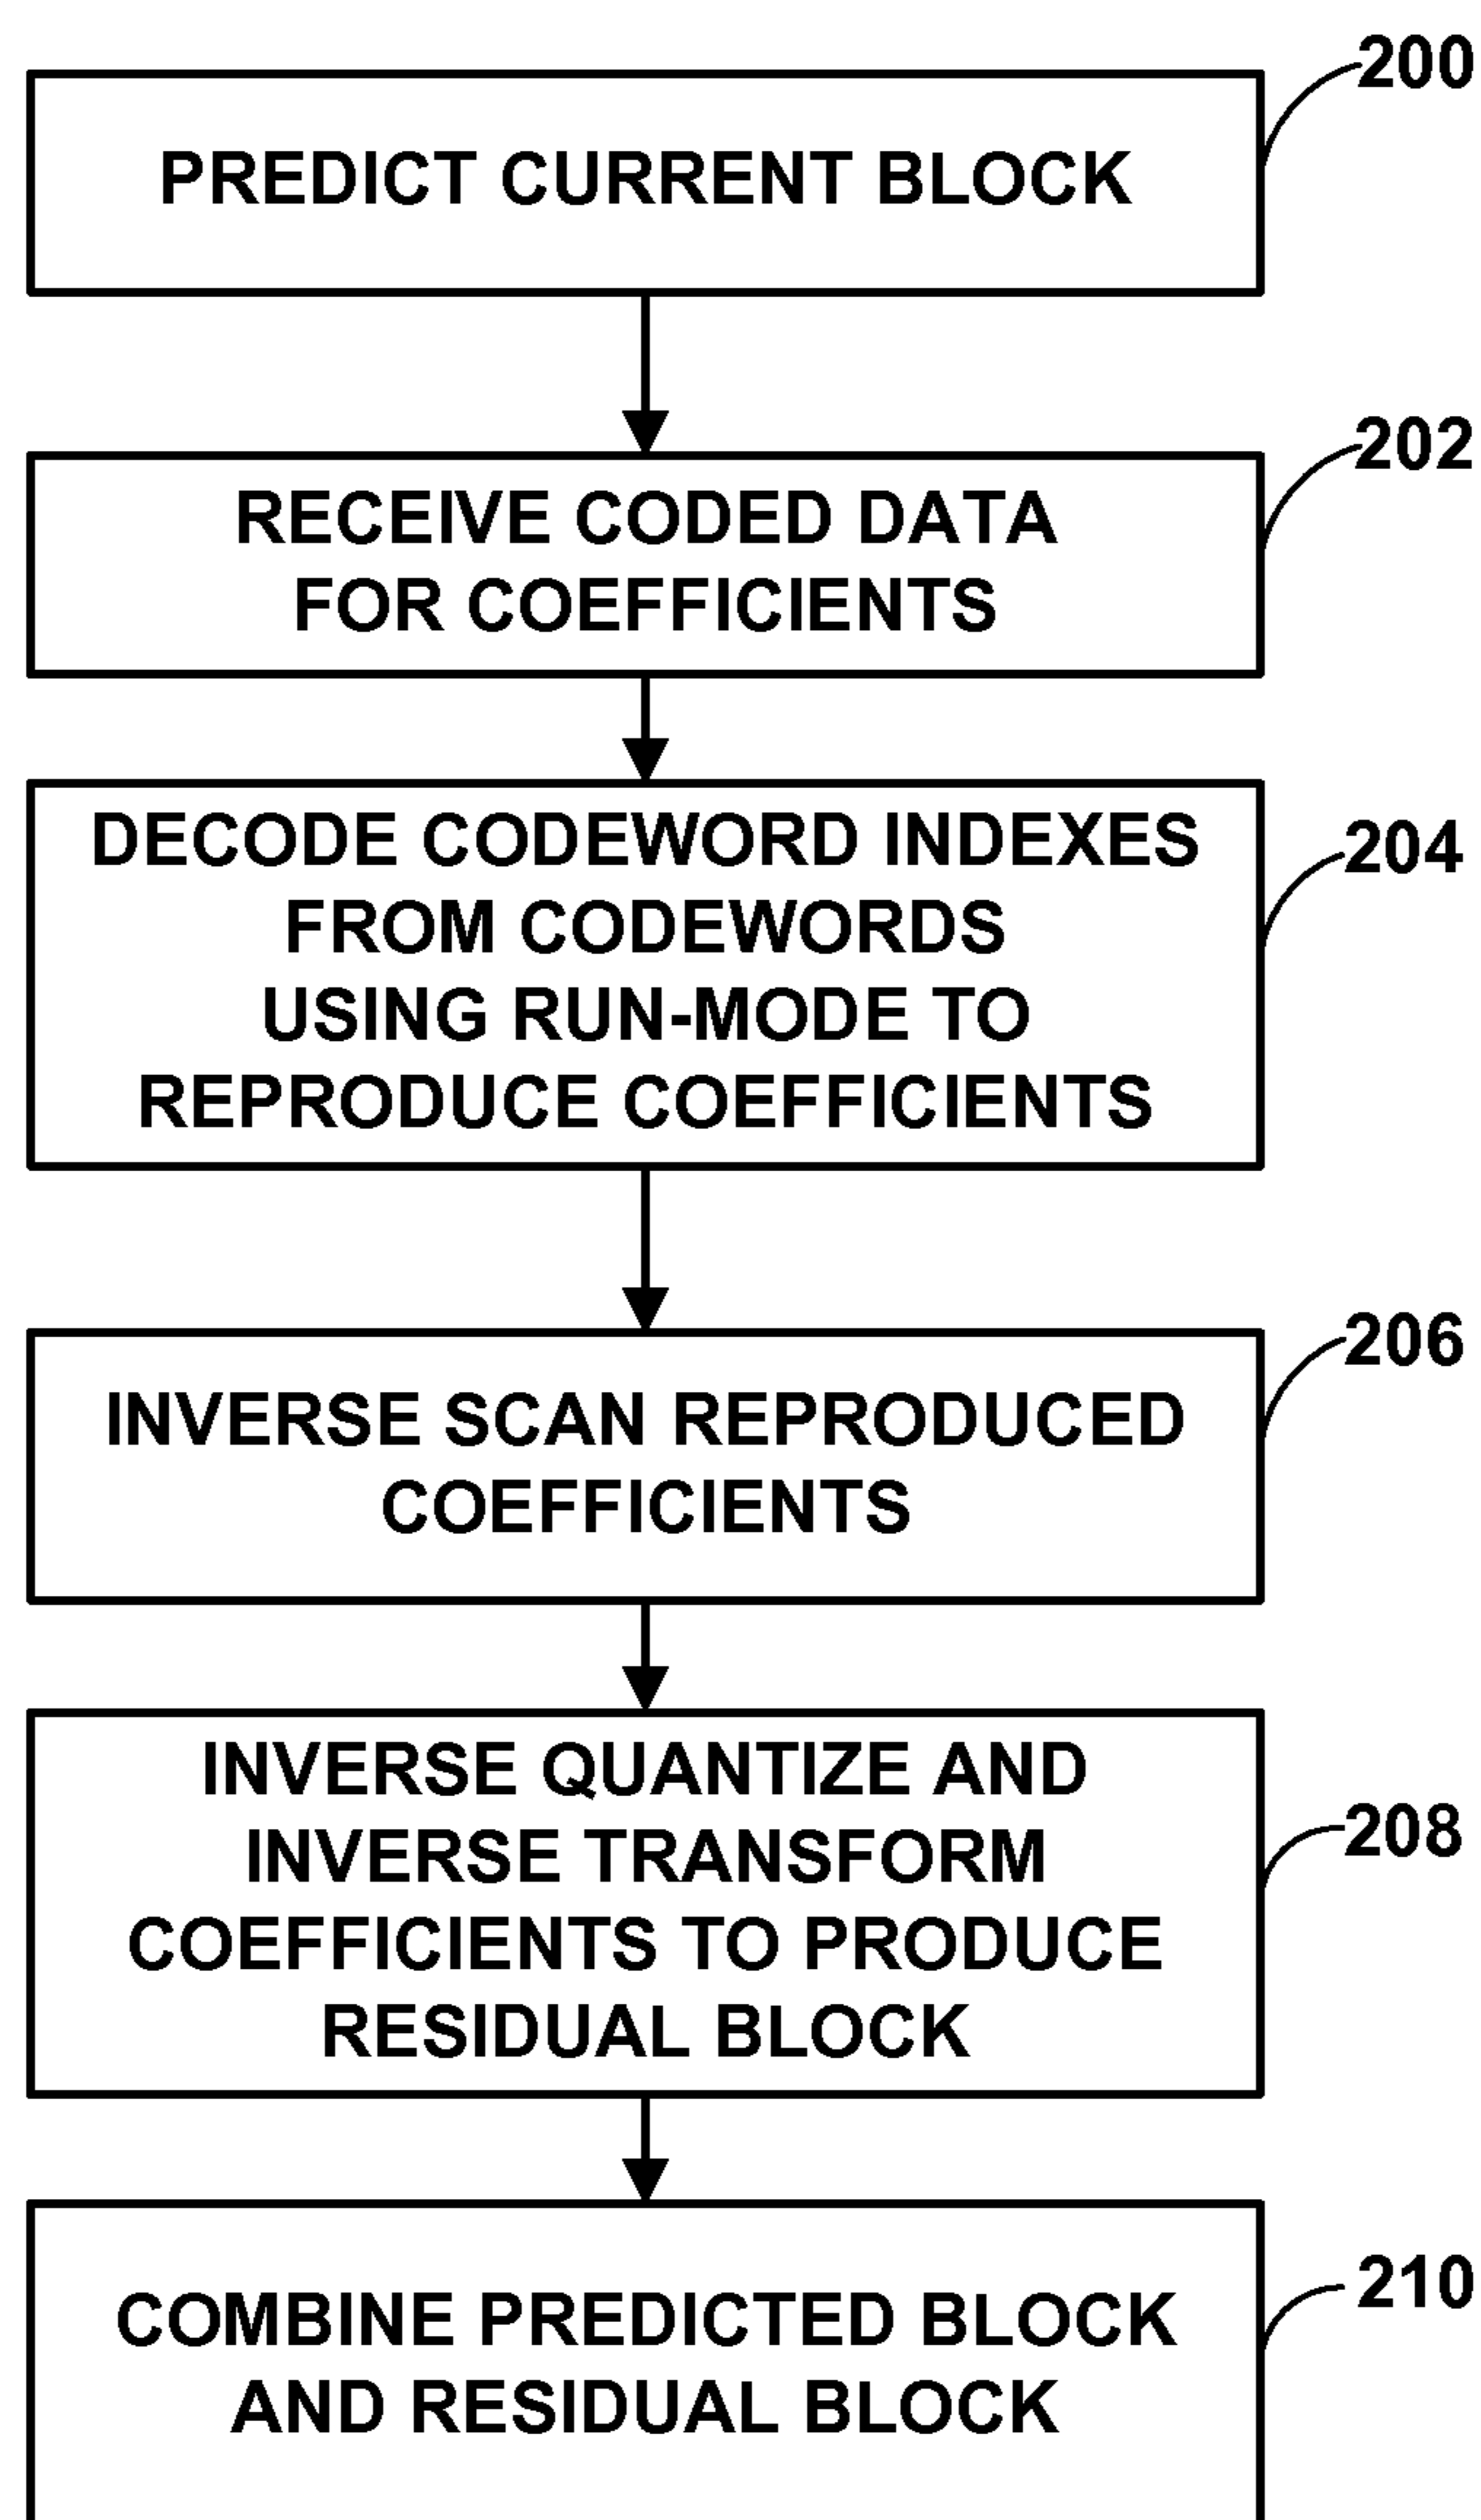 200
PREDICT CURRENT BLOCK
202
RECEIVE CODED DATA
FOR COEFFICIENTS
204
DECODE CODEWORD INDEXES
FROM CODEWORDS
USING RUN-MODE TO
REPRODUCE COEFFICIENTS
206
INVERSE SCAN REPRODUCED
COEFFICIENTS
208
INVERSE QUANTIZE AND
INVERSE TRANSFORM
COEFFICIENTS TO PRODUCE
RESIDUAL BLOCK
210
COMBINE PREDICTED BLOCK
AND RESIDUAL BLOCK